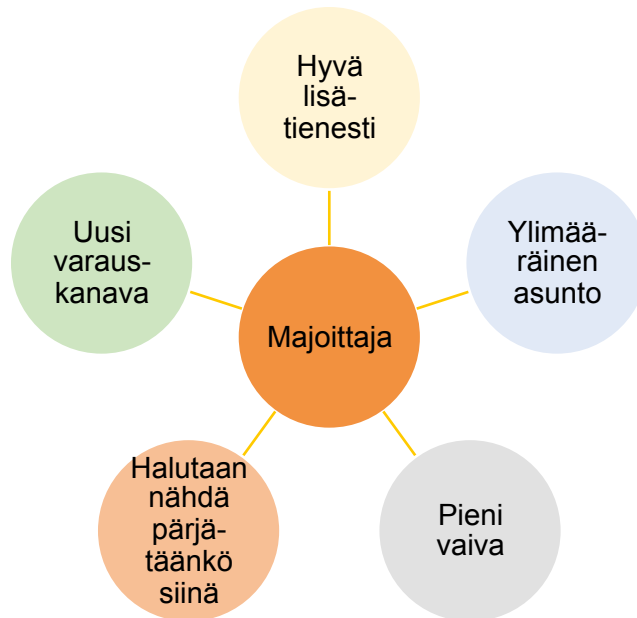 Hyvä
lisä-
tienesti
Uusi
varaus-
kanava
Ylimää-
räinen
asunto
Majoittaja
Halutaan
nähdä
pärjä-
täänkö
siinä
Pieni
vaiva